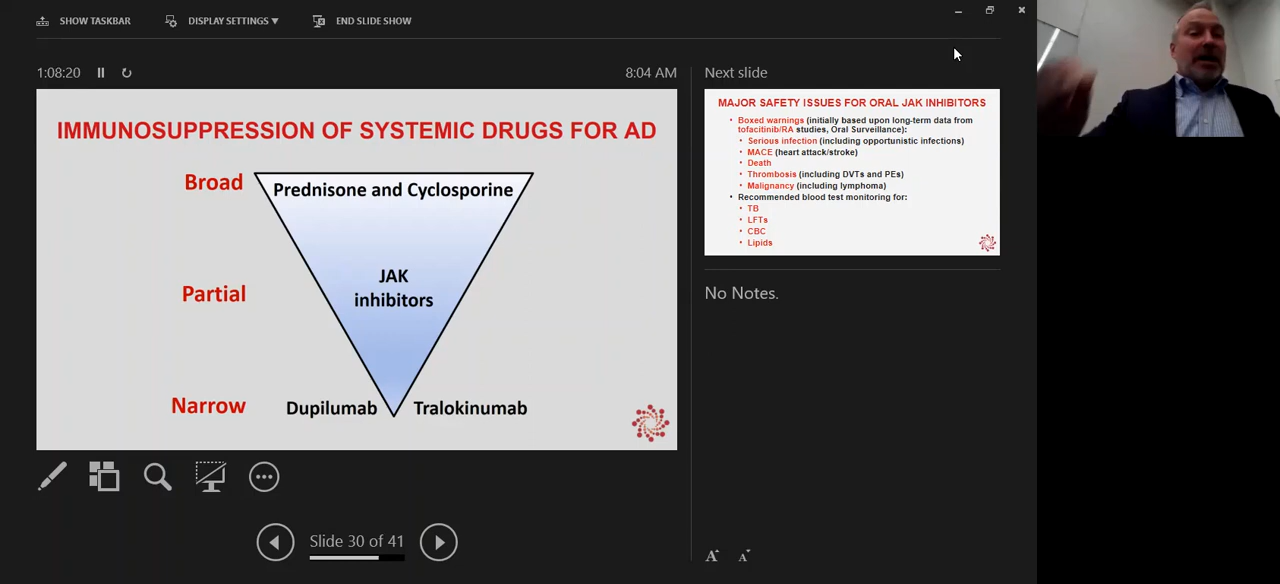 SHOW TASKBAR
DISPLAY SETTINGS ▼
END SLIDE SHOW
1:08:20
8:04 AM
IMMUNOSUPPRESSION OF SYSTEMIC DRUGS FOR AD
Broad
Prednisone and Cyclosporine
Partial
JAK
inhibitors
Narrow
Dupilumab
Tralokinumab
Slide 30 of 41
Next slide
MAJOR SAFETY ISSUES FOR ORAL JAK INHIBITORS
• Boxed warnings (initially based upon long-term data from
tofacitinib/RA studies, Oral Surveillance):
• Serious infection (including opportunistic infections)
• MACE (heart attack/stroke)
• Death
• Thrombosis (including DVTs and PEs)
• Malignancy (including lymphoma)
• Recommended blood test monitoring for:
• TB
• LFTs
• CBC
• Lipids
No Notes.
A A